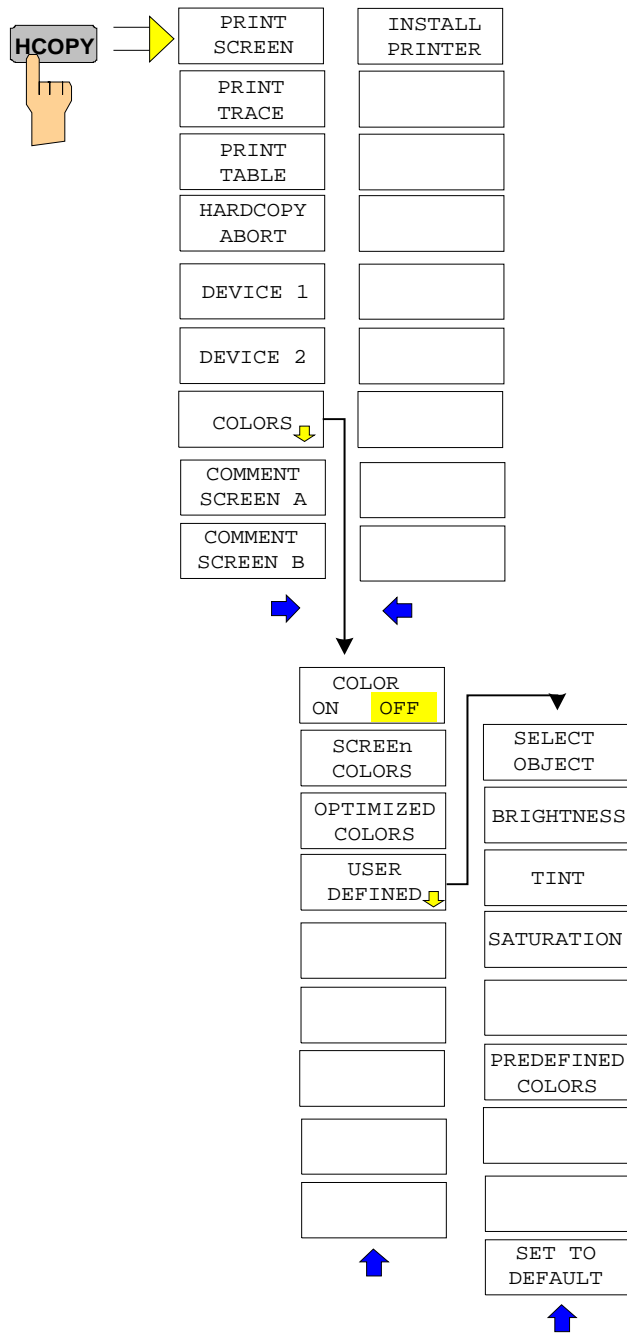 HCOPY
PRINT
SCREEN
PRINT
TRACE
PRINT
TABLE
HARDCOPY
ABORT
DEVICE 1
DEVICE 2
COLORS
COMMENT
SCREEN A
COMMENT
SCREEN B
INSTALL
PRINTER
COLOR
ON OFF
SCREEn
COLORS
OPTIMIZED
COLORS
USER
DEFINED
SELECT
OBJECT
BRIGHTNESS
TINT
SATURATION
PREDEFINED
COLORS
SET TO
DEFAULT